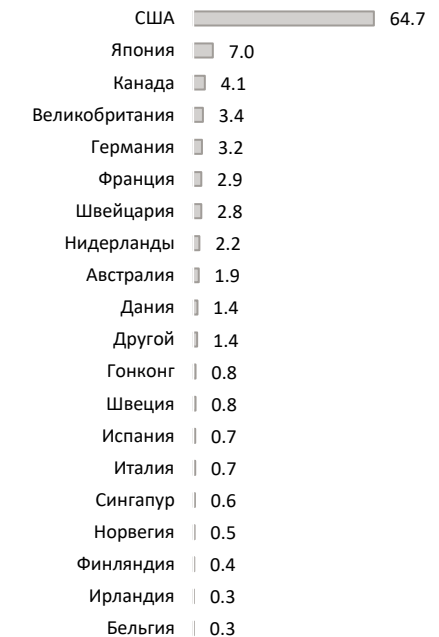 США 64.7
Япония 7.0
Канада 4.1
Великобритания 3.4
Германия 3.2
Франция 2.9
Швейцария 2.8
Нидерланды 2.2
Австралия 1.9
Дания 1.4
Другой 1.4
Гонконг 0.8
Швеция 0.8
Испания 0.7
Италия 0.7
Сингапур 0.6
Норвегия 0.5
Финляндия 0.4
Ирландия 0.3
Бельгия 0.3